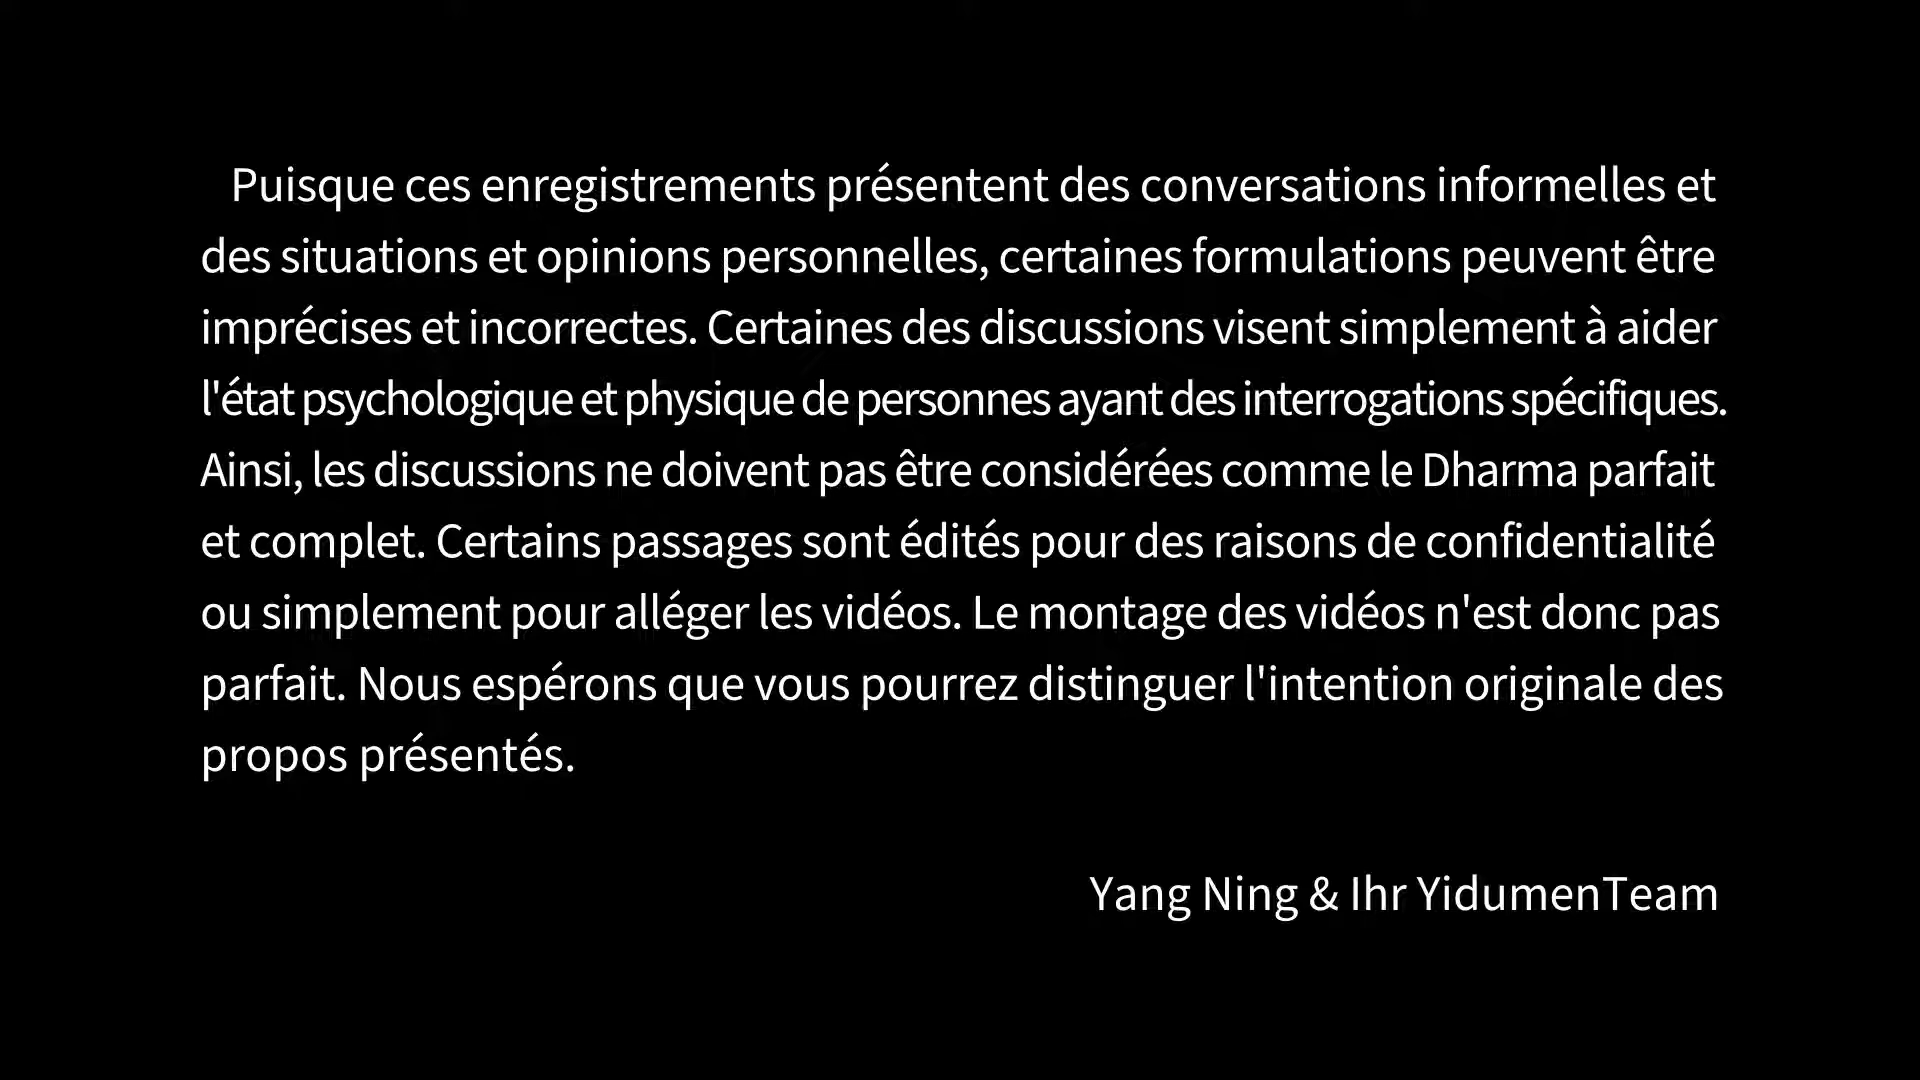 Puisque ces enregistrements présentent des conversations informelles et
des situations et opinions personnelles, certaines formulations peuvent être
imprécises et incorrectes. Certaines des discussions visent simplement à aider
l'état psychologique et physique de personnes ayant des interrogations spécifiques.
Ainsi, les discussions ne doivent pas être considérées comme le Dharma parfait
et complet. Certains passages sont édités pour des raisons de confidentialité
ou simplement pour alléger les vidéos. Le montage des vidéos n'est donc pas
parfait. Nous espérons que vous pourrez distinguer l'intention originale des
propos présentés.
Yang Ning & Ihr YidumenTeam